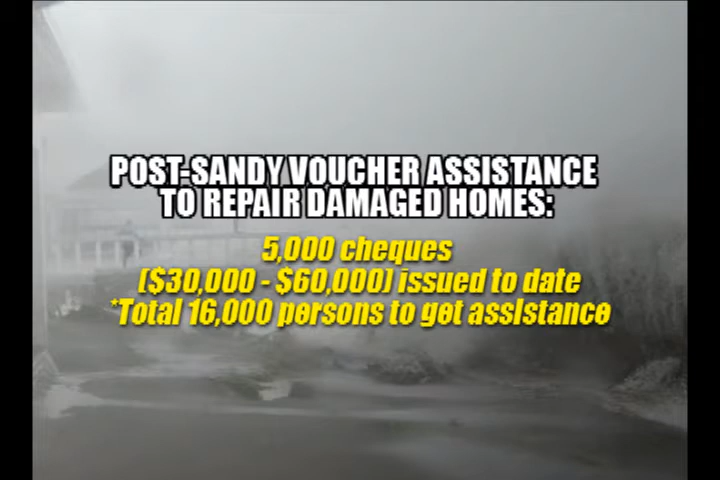 POST-SANDY VOUCHER ASSISTANCE
TO REPAIR DAMAGED HOMES:
5,000 cheques
($30,000 - $60,000) issued to date
*Total 16,000 persons to get assistance